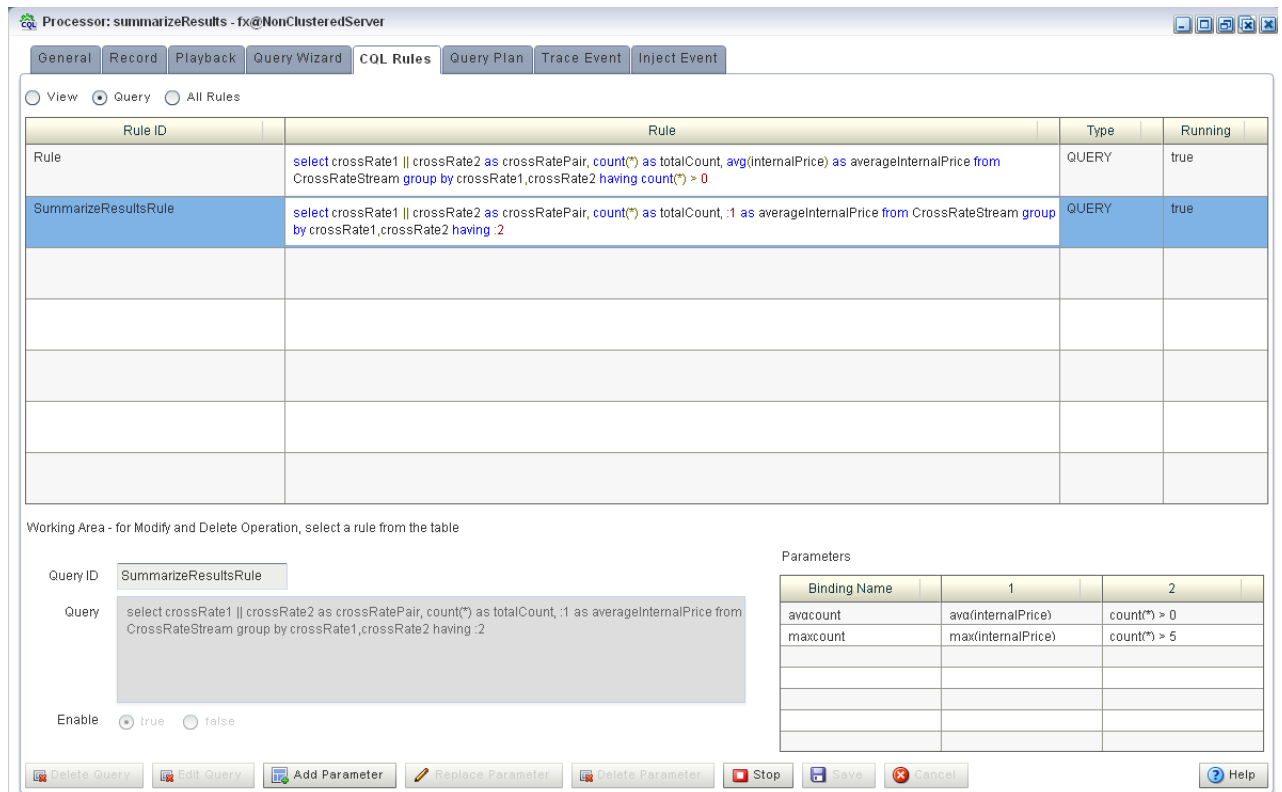 CQL Processor: summarizeResults - fx@NonClusteredServer
General Record Playback Query Wizard CQL Rules Query Plan Trace Event Inject Event
View Query All Rules
Rule ID Rule Type Running
Rule select crossRate1 || crossRate2 as crossRatePair, count(*) as totalCount, avg(internalPrice) as averageInternalPrice from QUERY true
CrossRateStream group by crossRate1,crossRate2 having count(*) > 0
SummarizeResultsRule select crossRate1 || crossRate2 as crossRatePair, count(*) as totalCount, :1 as averageInternalPrice from CrossRateStream group QUERY true
by crossRate1,crossRate2 having :2
Working Area - for Modify and Delete Operation, select a rule from the table
Query ID SummarizeResultsRule
Query select crossRate1 || crossRate2 as crossRatePair, count(*) as totalCount, :1 as averageInternalPrice from
CrossRateStream group by crossRate1,crossRate2 having :2
Enable true false
Parameters
Binding Name 1 2
avgcount avg(internalPrice) count(*) > 0
maxcount max(internalPrice) count(*) > 5
Delete Query Edit Query Add Parameter Replace Parameter Delete Parameter Stop Save Cancel ? Help